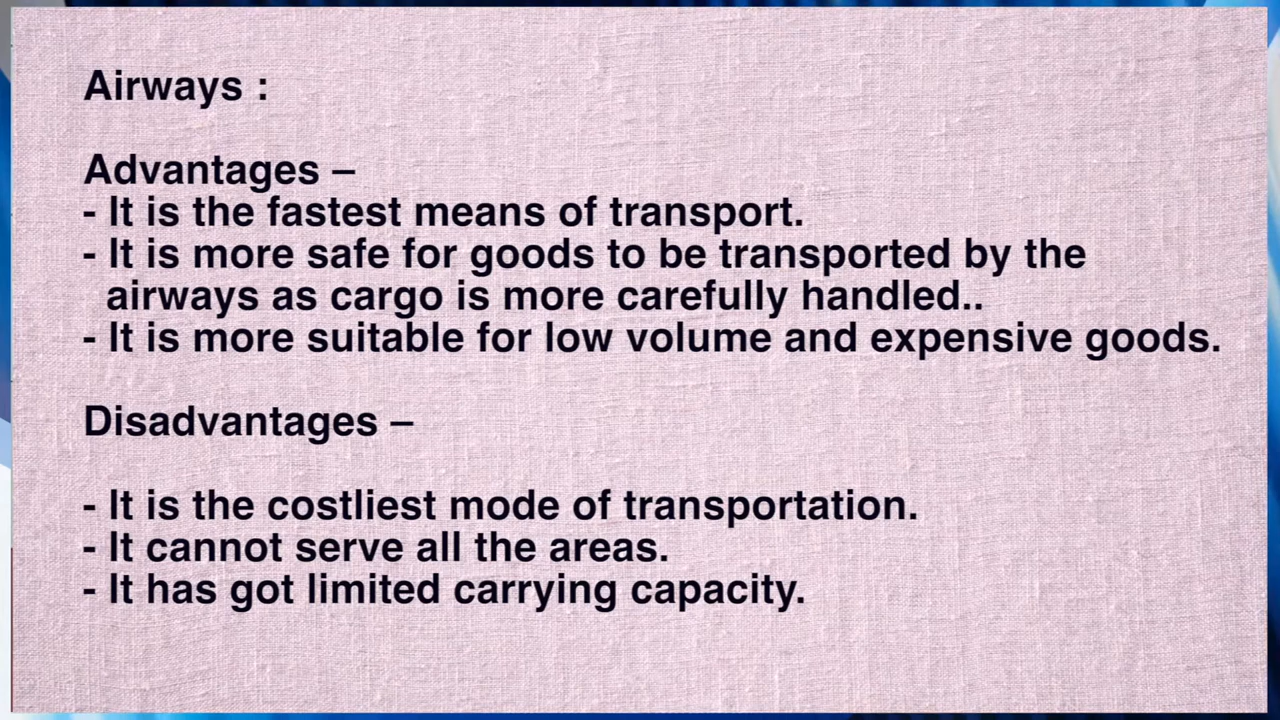 Airways :
Advantages –
- It is the fastest means of transport.
- It is more safe for goods to be transported by the
airways as cargo is more carefully handled..
- It is more suitable for low volume and expensive goods.
Disadvantages –
- It is the costliest mode of transportation.
- It cannot serve all the areas.
- It has got limited carrying capacity.